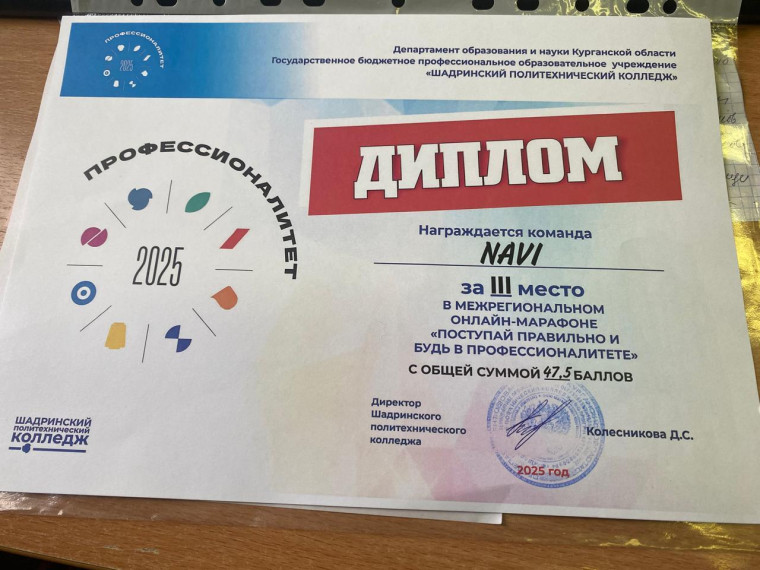 ПРОФЕССИОНАЛИТЕТ
2025
Департамент образования и науки Курганской области
Государственное бюджетное профессиональное образовательное учреждение
«ШАДРИНСКИЙ ПОЛИТЕХНИЧЕСКИЙ КОЛЛЕДЖ»
ДИПЛОМ
ПРОФЕССИОНАЛИТЕТ
2025
Награждается команда
NAVI
за III место
В МЕЖРЕГИОНАЛЬНОМ
ОНЛАЙН-МАРАФОНЕ
«ПОСТУПАЙ ПРАВИЛЬНО И
БУДЬ В ПРОФЕССИОНАЛИТЕТЕ»
С ОБЩЕЙ СУММОЙ 47,5 БАЛЛОВ
Директор
Шадринского
политехнического
колледжа
Колесникова Д.С.
2025 год
ШАДРИНСКИЙ
политехнический
колледж